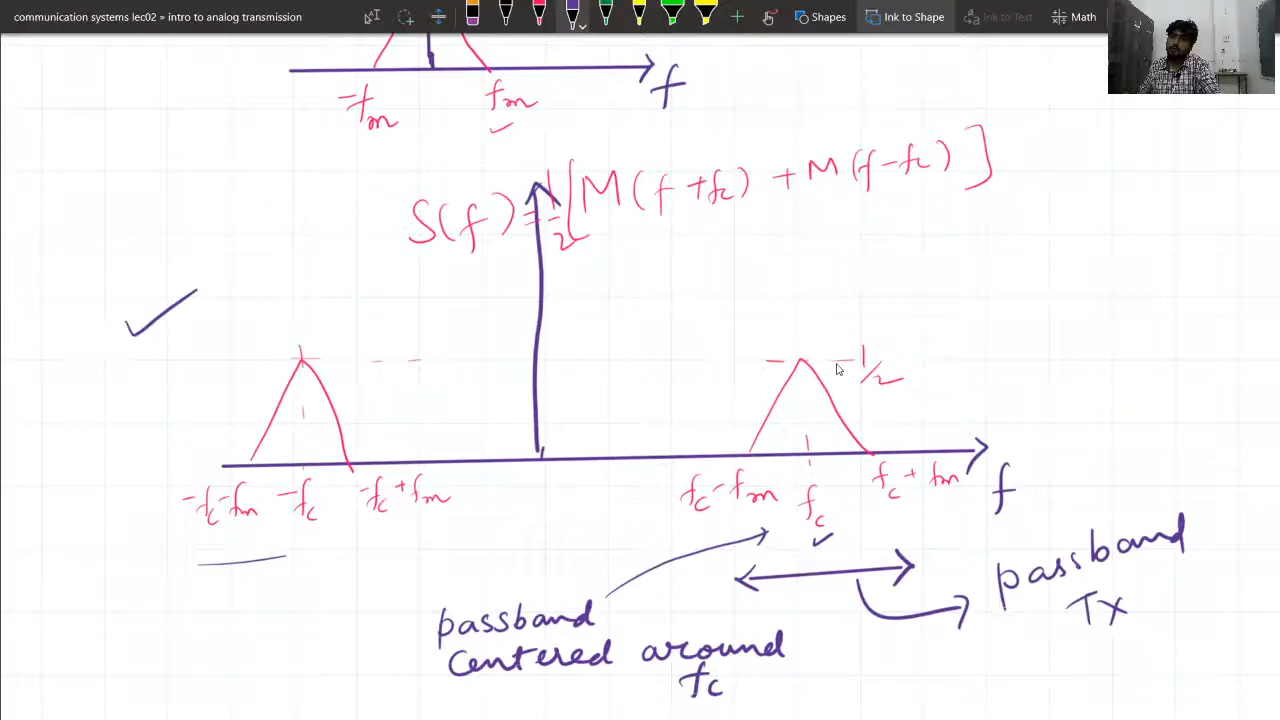 communication systems lec02 » intro to analog transmission
Shapes
Ink to Shape
Ink to Text
Math
-fm
fm
f
S(f) = 1/2 [M(f+fc) + M(f-fc)]
1/2
-fc-fm
-fc
-fc+fm
fc-fm
fc
fc+fm
f
passband
Tx
passband
centered around
fc